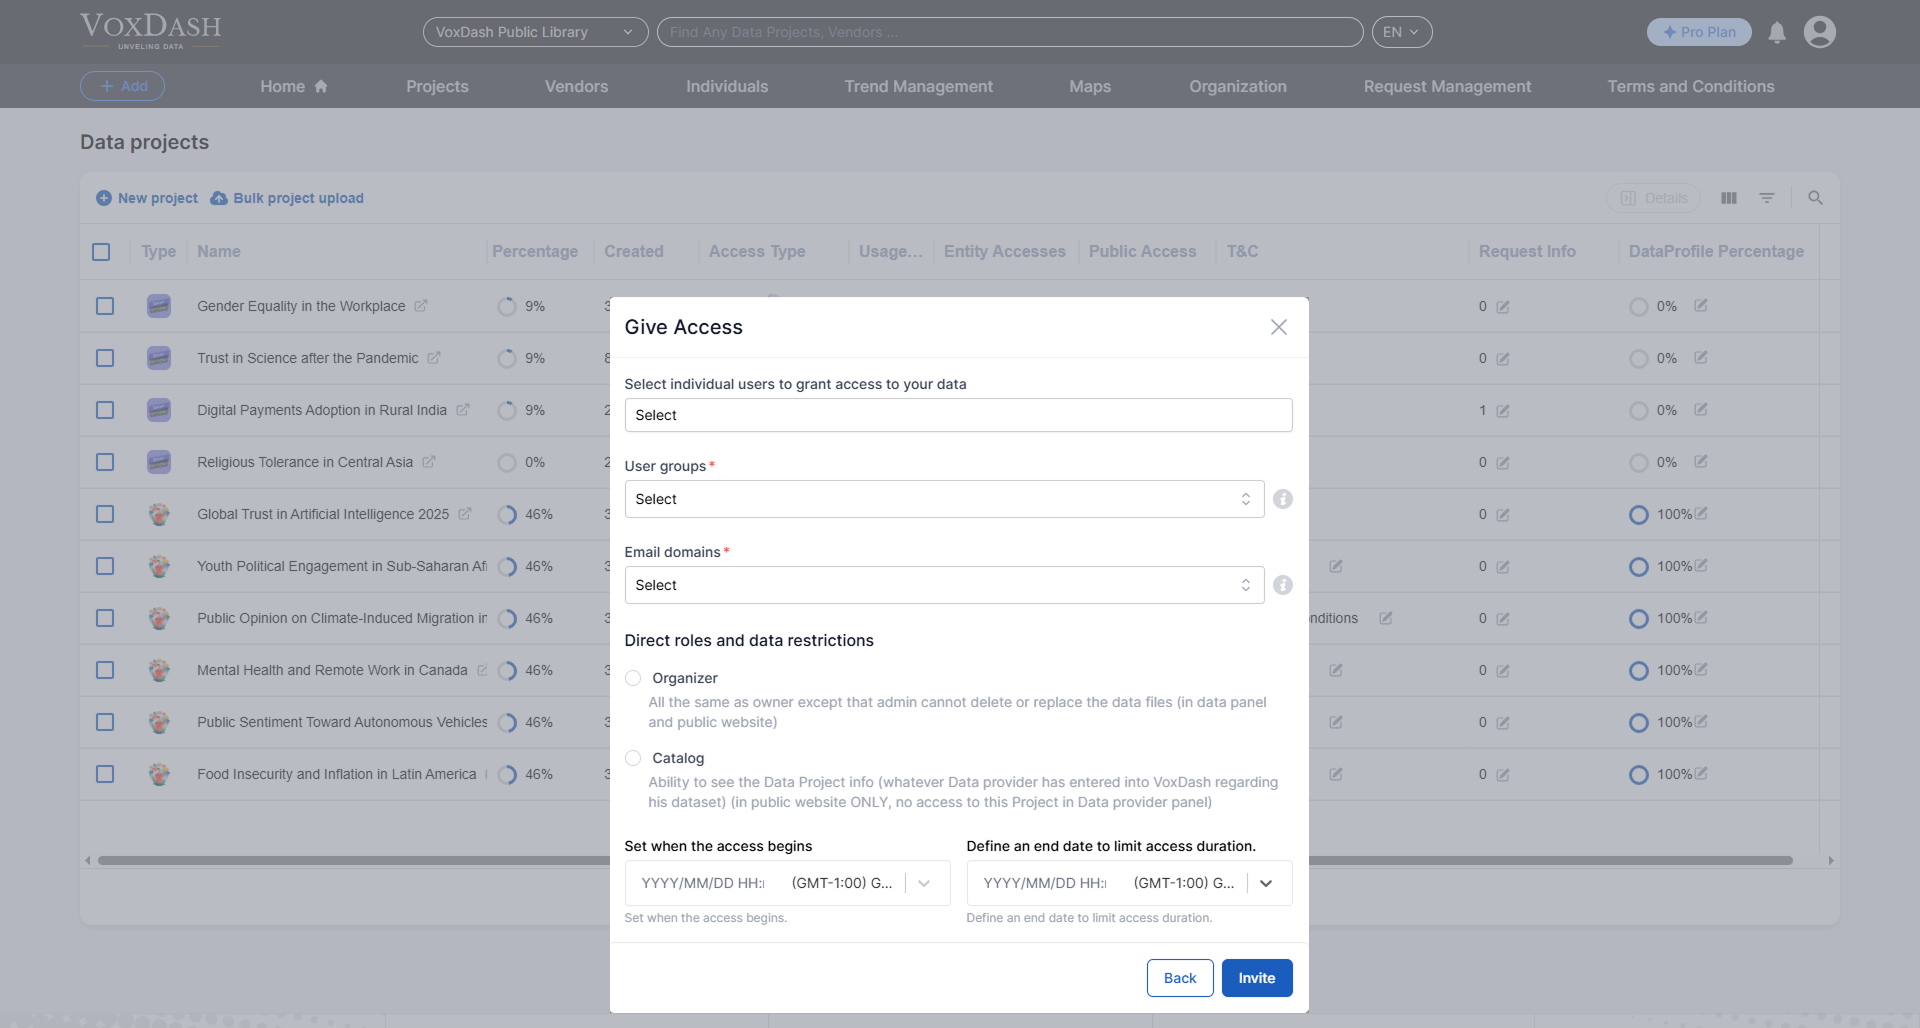 VOXDASH
UNVELING DATA
VoxDash Public Library
Find Any Data Projects, Vendors ...
EN
Pro Plan
Add
Home
Projects
Vendors
Individuals
Trend Management
Maps
Organization
Request Management
Terms and Conditions
Data projects
New project
Bulk project upload
Details
Type
Name
Percentage
Created
Access Type
Usage...
Entity Accesses
Public Access
T&C
Request Info
DataProfile Percentage
Gender Equality in the Workplace
9%
0
0%
Trust in Science after the Pandemic
9%
0
0%
Digital Payments Adoption in Rural India
9%
1
0%
Religious Tolerance in Central Asia
0%
0
0%
Global Trust in Artificial Intelligence 2025
46%
0
100%
Youth Political Engagement in Sub-Saharan Af
46%
0
100%
Public Opinion on Climate-Induced Migration in
46%
nditions
0
100%
Mental Health and Remote Work in Canada
46%
0
100%
Public Sentiment Toward Autonomous Vehicles
46%
0
100%
Food Insecurity and Inflation in Latin America
46%
0
100%
Give Access
Select individual users to grant access to your data
Select
User groups*
Select
Email domains*
Select
Direct roles and data restrictions
Organizer
All the same as owner except that admin cannot delete or replace the data files (in data panel
and public website)
Catalog
Ability to see the Data Project info (whatever Data provider has entered into VoxDash regarding
his dataset) (in public website ONLY, no access to this Project in Data provider panel)
Set when the access begins
YYYY/MM/DD HH:
(GMT-1:00) G...
Set when the access begins.
Define an end date to limit access duration.
YYYY/MM/DD HH:
(GMT-1:00) G...
Define an end date to limit access duration.
Back
Invite